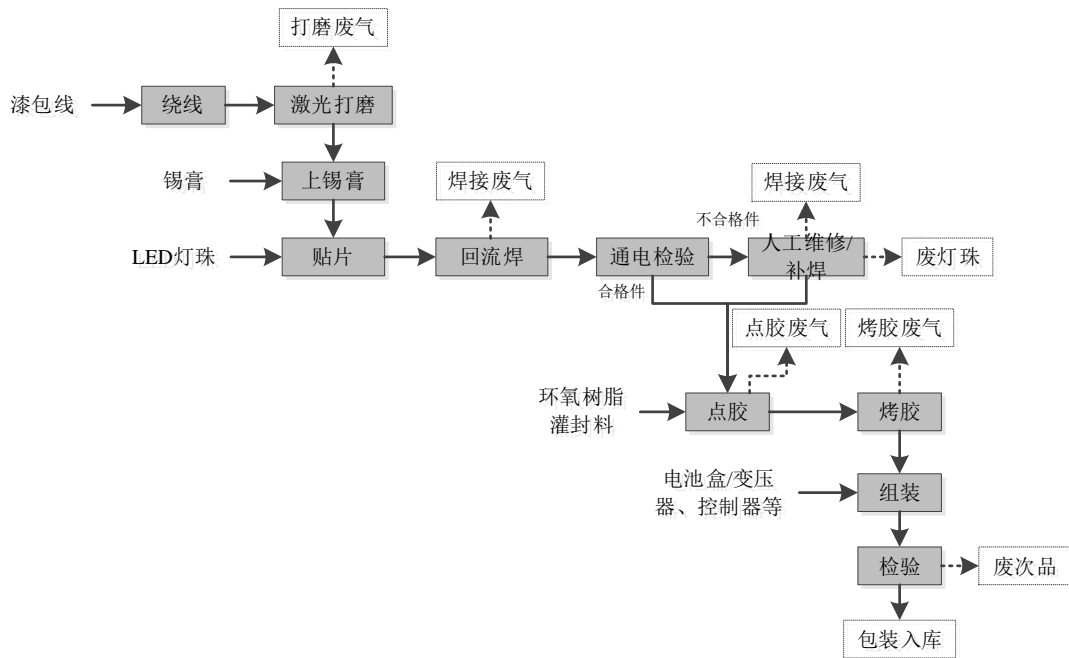 打磨废气
漆包线
绕线
激光打磨
锡膏
上锡膏
焊接废气
焊接废气
不合格件
LED灯珠
贴片
回流焊
通电检验
人工维修/
补焊
废灯珠
合格件
点胶废气
烤胶废气
环氧树脂
灌封料
点胶
烤胶
电池盒/变压
器、控制器等
组装
检验
废次品
包装入库